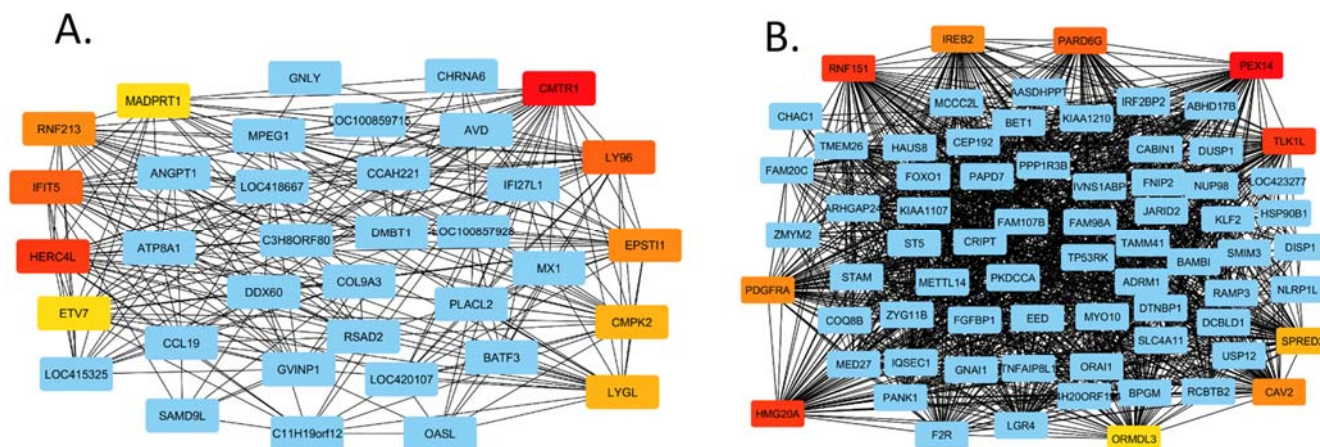 A.
GNLY
CHRNA6
MADPRT1
CMTR1
RNF213
MPEG1
LOC100859715
AVD
LY96
IFIT5
ANGPT1
LOC418667
CCAH221
IFI27L1
HERC4L
ATP8A1
C3H8ORF80
DMBT1
LOC100857928
EPSTI1
MX1
ETV7
DDX60
COL9A3
PLACL2
CMPK2
CCL19
RSAD2
BATF3
LOC415325
GVINP1
LOC420107
LYGL
SAMD9L
C11H19orf12
OASL
B.
IREB2
PARD6G
RNF151
PEX14
AASDHPPT
MCCC2L
IRF2BP2
ABHD17B
CHAC1
BET1
KIAA1210
TMEM26
HAUS8
CEP192
CABIN1
DUSP1
TLK1L
FAM20C
FOXO1
PAPD7
PPP1R3B
IVNS1ABP
FNIP2
NUP98
LOC423277
ARHGAP24
KIAA1107
JARID2
KLF2
HSP90B1
ZMYM2
ST5
CRIPT
FAM107B
FAM98A
TAMM41
DISP1
TP53RK
BAMBI
SMIM3
PDGFRA
STAM
METTL14
PKDCCA
ADRM1
RAMP3
NLRP1L
COQ8B
ZYG11B
FGFBP1
EED
MYO10
DTNBP1
DCBLD1
SLC4A11
SPRED2
MED27
IQSEC1
GNAI1
TNFAIP8L1
ORAI1
USP12
PANK1
BPGM
RCBTB2
CAV2
HMG20A
F2R
LGR4
ORMDL3